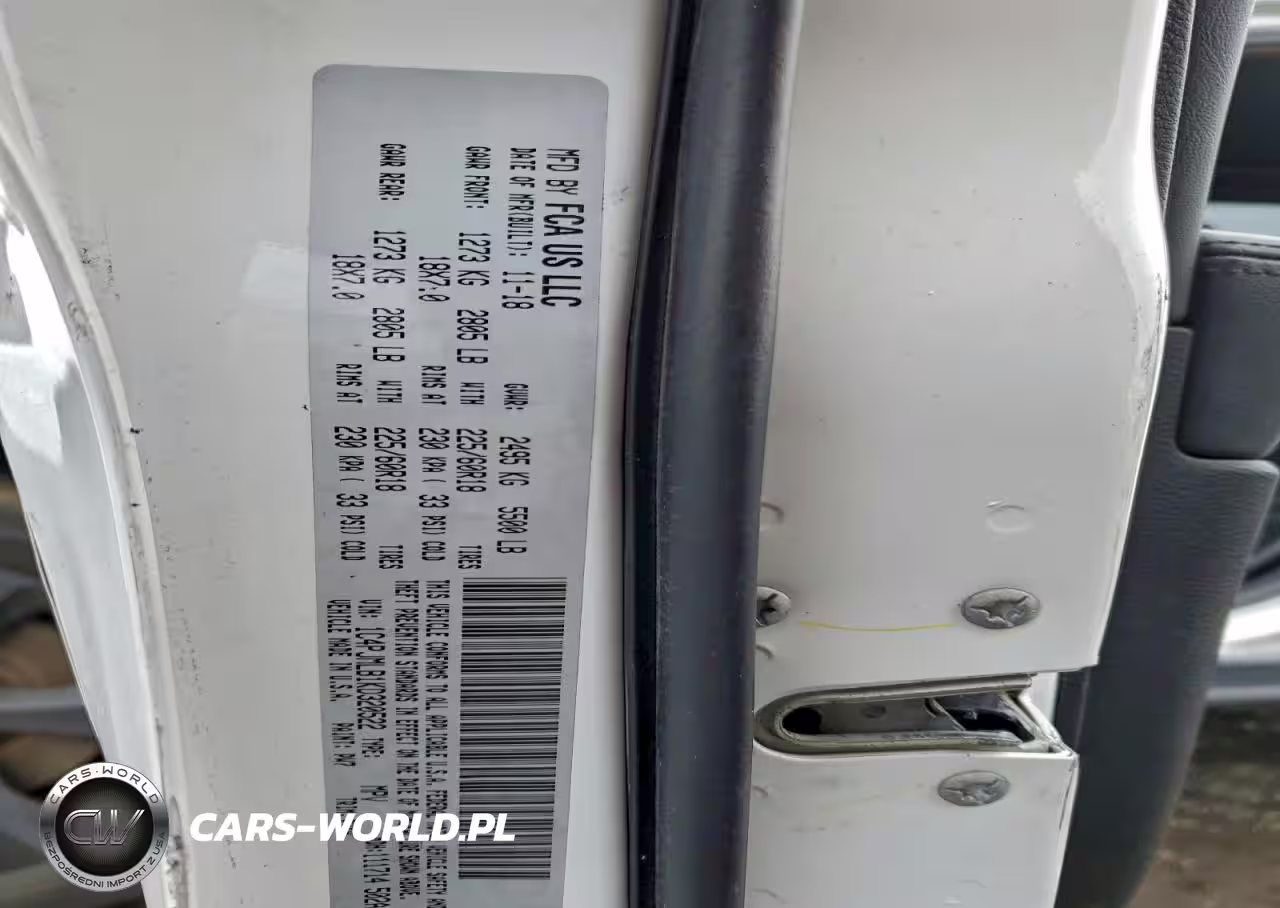 MFD BY FCA US LLC
DATE OF MFR(BUILT): 11-18 GVWR: 2495 KG 5500 LB
GAWR FRONT: 1273 KG 2805 LB WITH 225/60R18 TIRES
18X7.0 RIMS AT 230 KPA ( 33 PSI) COLD
GAWR REAR: 1273 KG 2805 LB WITH 225/60R18 TIRES
18X7.0 RIMS AT 230 KPA ( 33 PSI) COLD
THIS VEHICLE CONFORMS TO ALL APPLICABLE U.S.A. VEHICLE SAFETY AND
THEFT PREVENTION STANDARDS IN EFFECT ON THE DATE OF SHOWN ABOVE.
VIN: TYPE: MPV
VEHICLE MADE IN U.S.A. PAINT: PW7
CARS-WORLD
CW
BEZPOŚREDNI IMPORT Z USA
CARS-WORLD.PL